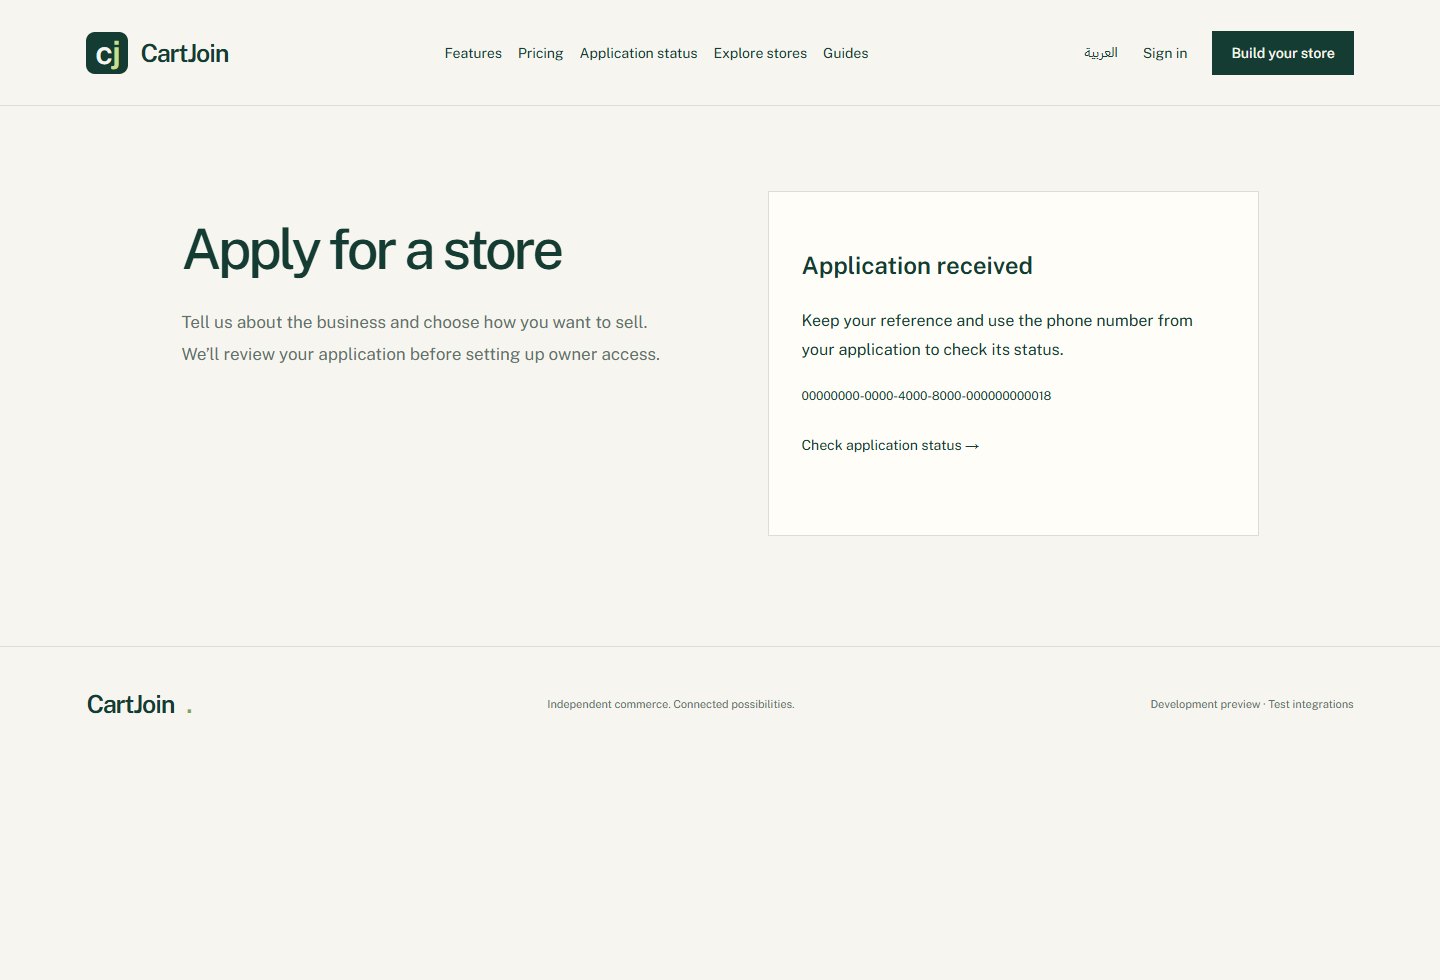 cj CartJoin
Features Pricing Application status Explore stores Guides
العربية Sign in Build your store
Apply for a store
Tell us about the business and choose how you want to sell.
We’ll review your application before setting up owner access.
Application received
Keep your reference and use the phone number from
your application to check its status.
00000000-0000-4000-8000-000000000018
Check application status →
CartJoin .
Independent commerce. Connected possibilities.
Development preview · Test integrations